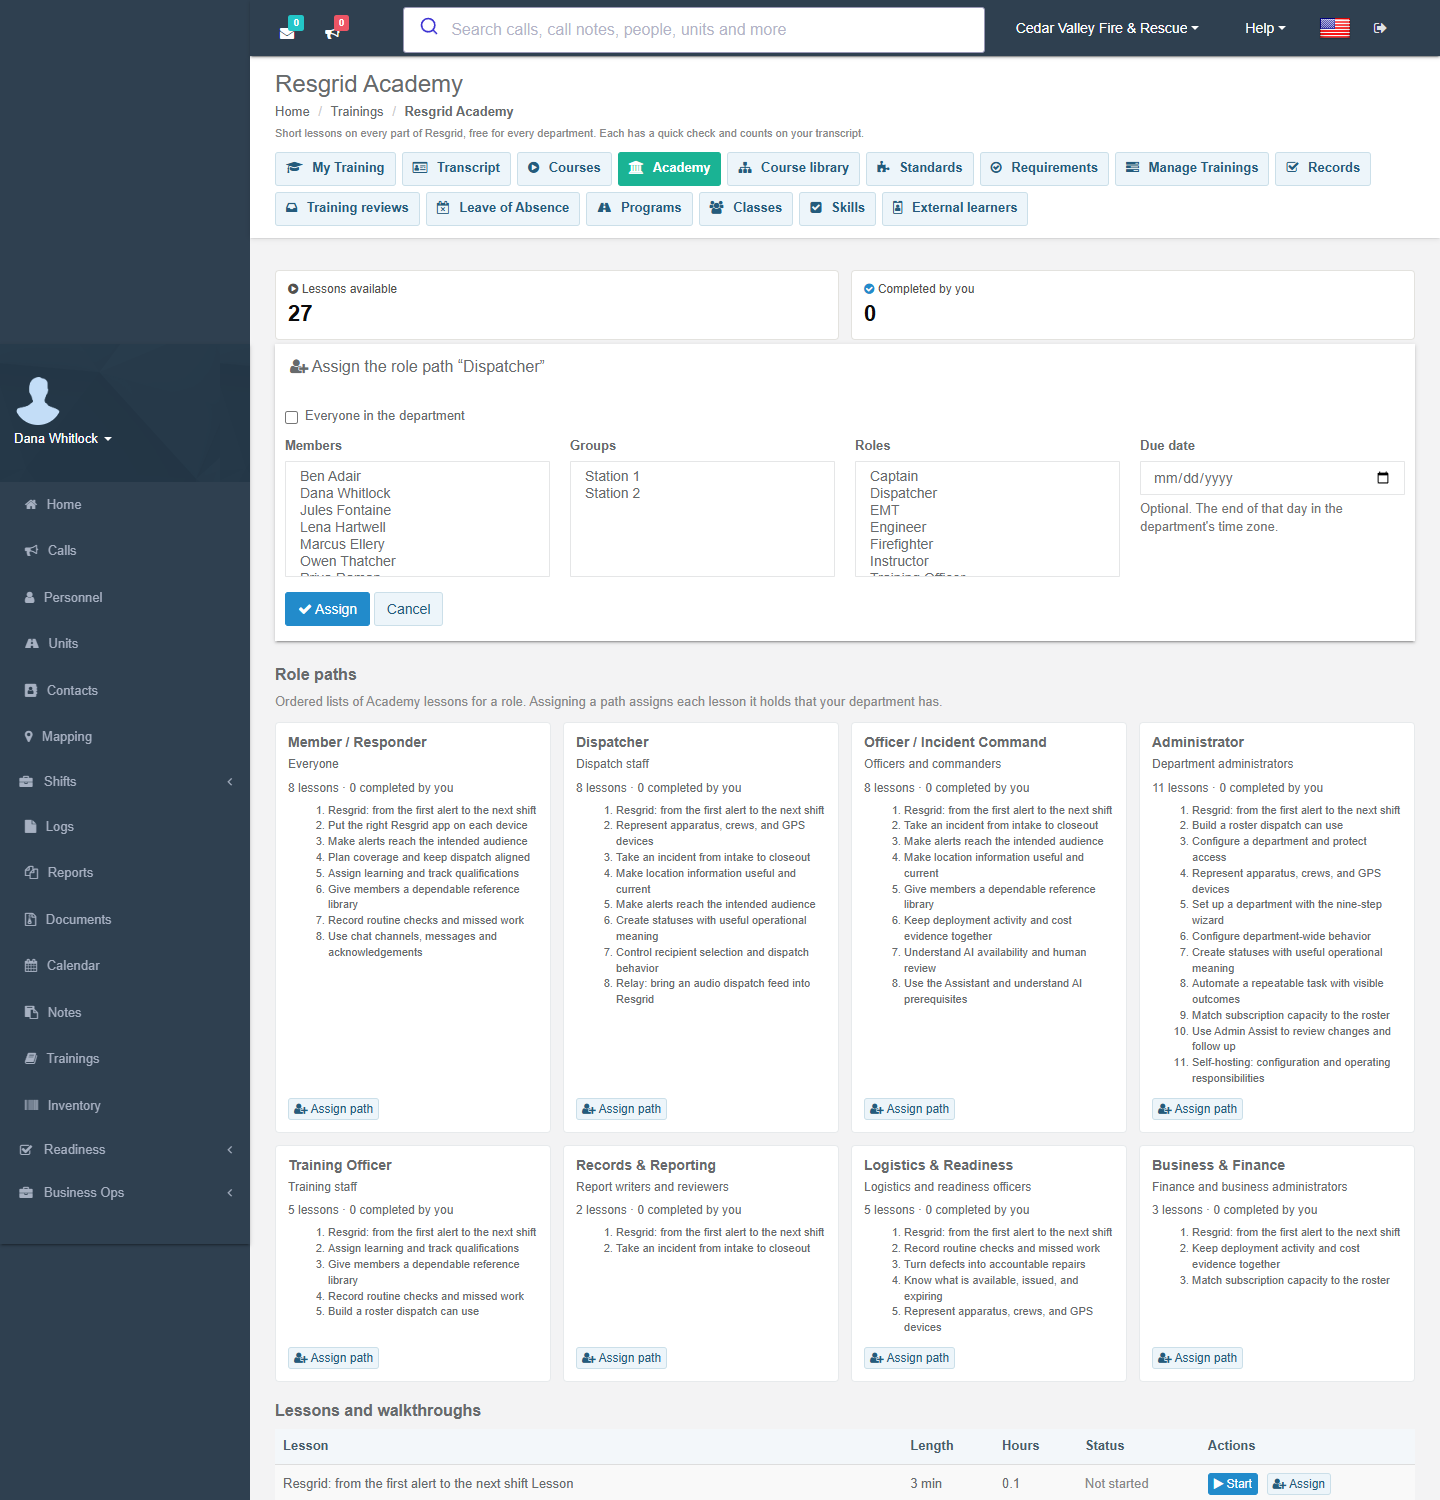 0
0
Search calls, call notes, people, units and more
Cedar Valley Fire & Rescue
Help
Resgrid Academy
Home / Trainings / Resgrid Academy
Short lessons on every part of Resgrid, free for every department. Each has a quick check and counts on your transcript.
My Training
Transcript
Courses
Academy
Course library
Standards
Requirements
Manage Trainings
Records
Training reviews
Leave of Absence
Programs
Classes
Skills
External learners
Dana Whitlock
Home
Calls
Personnel
Units
Contacts
Mapping
Shifts
Logs
Reports
Documents
Calendar
Notes
Trainings
Inventory
Readiness
Business Ops
Lessons available
27
Completed by you
0
Assign the role path “Dispatcher”
Everyone in the department
Members
Ben Adair
Dana Whitlock
Jules Fontaine
Lena Hartwell
Marcus Ellery
Owen Thatcher
Groups
Station 1
Station 2
Roles
Captain
Dispatcher
EMT
Engineer
Firefighter
Instructor
Training Officer
Due date
mm/dd/yyyy
Optional. The end of that day in the
department's time zone.
Assign
Cancel
Role paths
Ordered lists of Academy lessons for a role. Assigning a path assigns each lesson it holds that your department has.
Member / Responder
Everyone
8 lessons · 0 completed by you
1. Resgrid: from the first alert to the next shift
2. Put the right Resgrid app on each device
3. Make alerts reach the intended audience
4. Plan coverage and keep dispatch aligned
5. Assign learning and track qualifications
6. Give members a dependable reference
library
7. Record routine checks and missed work
8. Use chat channels, messages and
acknowledgements
Assign path
Dispatcher
Dispatch staff
8 lessons · 0 completed by you
1. Resgrid: from the first alert to the next shift
2. Represent apparatus, crews, and GPS
devices
3. Take an incident from intake to closeout
4. Make location information useful and
current
5. Make alerts reach the intended audience
6. Create statuses with useful operational
meaning
7. Control recipient selection and dispatch
behavior
8. Relay: bring an audio dispatch feed into
Resgrid
Assign path
Officer / Incident Command
Officers and commanders
8 lessons · 0 completed by you
1. Resgrid: from the first alert to the next shift
2. Take an incident from intake to closeout
3. Make alerts reach the intended audience
4. Make location information useful and
current
5. Give members a dependable reference
library
6. Keep deployment activity and cost
evidence together
7. Understand AI availability and human
review
8. Use the Assistant and understand AI
prerequisites
Assign path
Administrator
Department administrators
11 lessons · 0 completed by you
1. Resgrid: from the first alert to the next shift
2. Build a roster dispatch can use
3. Configure a department and protect
access
4. Represent apparatus, crews, and GPS
devices
5. Set up a department with the nine-step
wizard
6. Configure department-wide behavior
7. Create statuses with useful operational
meaning
8. Automate a repeatable task with visible
outcomes
9. Match subscription capacity to the roster
10. Use Admin Assist to review changes and
follow up
11. Self-hosting: configuration and operating
responsibilities
Assign path
Training Officer
Training staff
5 lessons · 0 completed by you
1. Resgrid: from the first alert to the next shift
2. Assign learning and track qualifications
3. Give members a dependable reference
library
4. Record routine checks and missed work
5. Build a roster dispatch can use
Assign path
Records & Reporting
Report writers and reviewers
2 lessons · 0 completed by you
1. Resgrid: from the first alert to the next shift
2. Take an incident from intake to closeout
Assign path
Logistics & Readiness
Logistics and readiness officers
5 lessons · 0 completed by you
1. Resgrid: from the first alert to the next shift
2. Record routine checks and missed work
3. Turn defects into accountable repairs
4. Know what is available, issued, and
expiring
5. Represent apparatus, crews, and GPS
devices
Assign path
Business & Finance
Finance and business administrators
3 lessons · 0 completed by you
1. Resgrid: from the first alert to the next shift
2. Keep deployment activity and cost
evidence together
3. Match subscription capacity to the roster
Assign path
Lessons and walkthroughs
Lesson Length Hours Status Actions
Resgrid: from the first alert to the next shift Lesson 3 min 0.1 Not started Start Assign